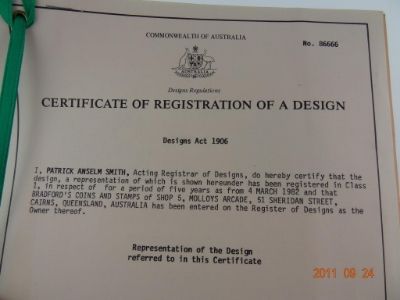 COMMONWEALTH OF AUSTRALIA
No. 86666
AUSTRALIA
Designs Regulations
CERTIFICATE OF REGISTRATION OF A DESIGN
Designs Act 1906
I, PATRICK ANSELM SMITH, Acting Registrar of Designs, do hereby certify that the
design, a representation of which is shown hereunder has been registered in Class
1, in respect of for a period of five years as from 4 MARCH 1982 and that
BRADFORD'S COINS AND STAMPS of SHOP 5, MOLLOYS ARCADE, 51 SHERIDAN STREET,
CAIRNS, QUEENSLAND, AUSTRALIA has been entered on the Register of Designs as the
Owner thereof.
Representation of the Design
referred to in this Certificate
2011 09 24